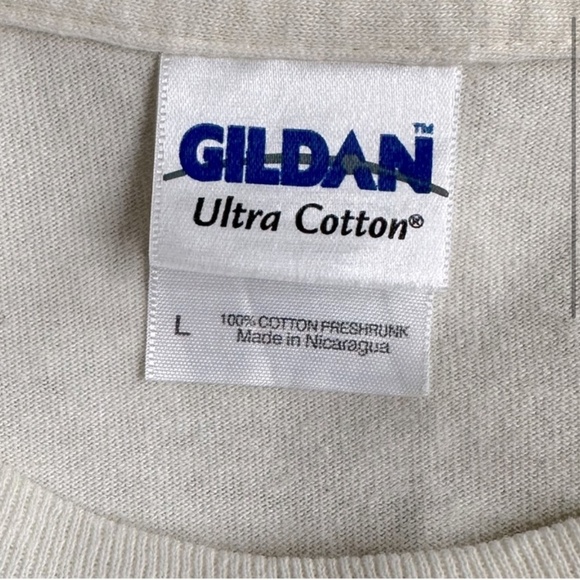 GILDAN™
Ultra Cotton®
L
100% COTTON PRESHRUNK
Made in Nicaragua